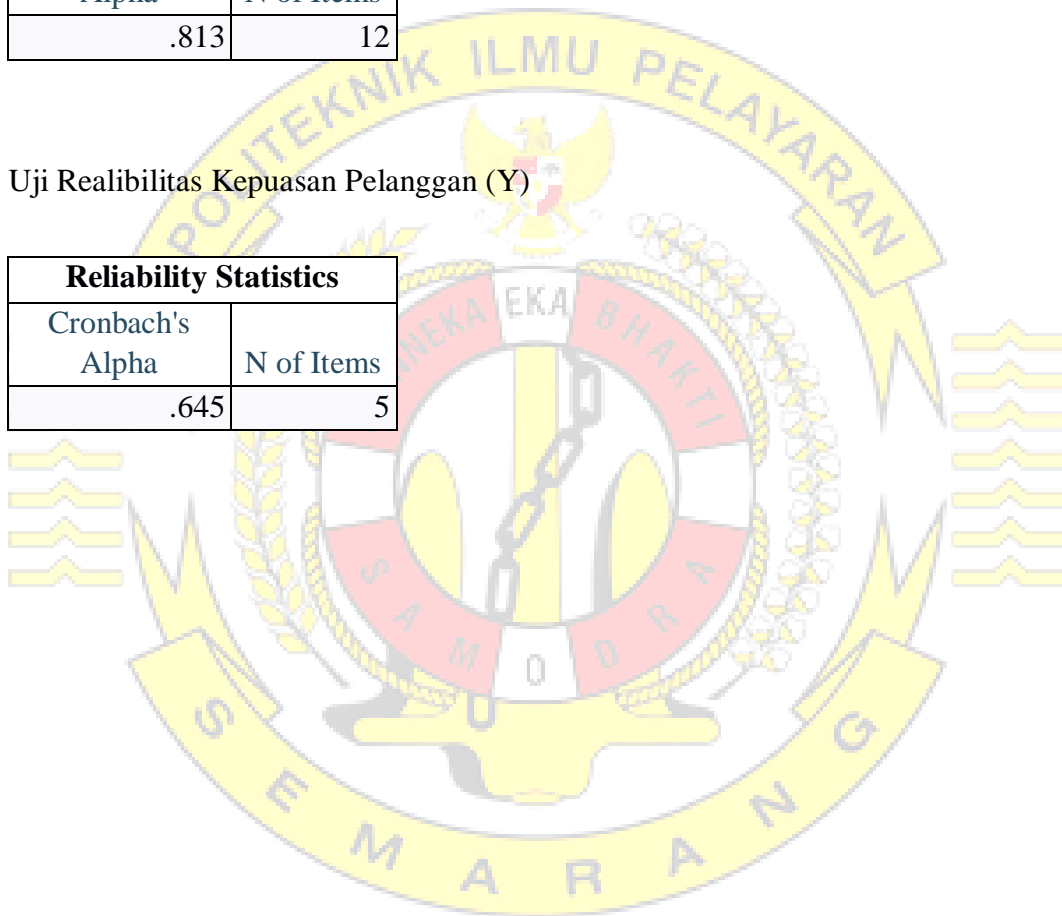 Alpha N of Items
.813 12
Uji Realibilitas Kepuasan Pelanggan (Y)
Reliability Statistics
Cronbach's
Alpha N of Items
.645 5
POLITEKNIK ILMU PELAYARAN
EKA BHAKTI
SAMODRA
SEMARANG